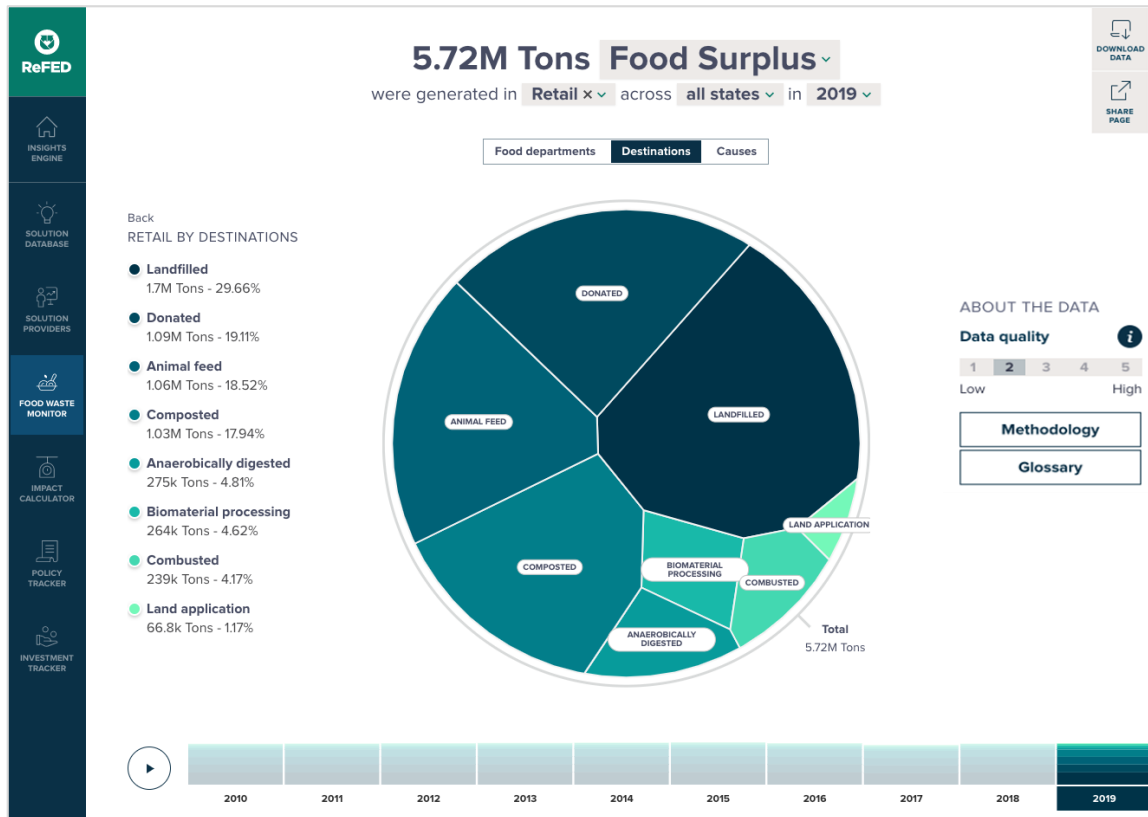 ReFED
INSIGHTS
ENGINE
SOLUTION
DATABASE
SOLUTION
PROVIDERS
FOOD WASTE
MONITOR
IMPACT
CALCULATOR
POLICY
TRACKER
INVESTMENT
TRACKER
5.72M Tons Food Surplus
were generated in Retail × across all states in 2019
DOWNLOAD
DATA
SHARE
PAGE
Food departments Destinations Causes
Back
RETAIL BY DESTINATIONS
Landfilled
1.7M Tons - 29.66%
Donated
1.09M Tons - 19.11%
Animal feed
1.06M Tons - 18.52%
Composted
1.03M Tons - 17.94%
Anaerobically digested
275k Tons - 4.81%
Biomaterial processing
264k Tons - 4.62%
Combusted
239k Tons - 4.17%
Land application
66.8k Tons - 1.17%
DONATED
ANIMAL FEED
LANDFILLED
LAND APPLICATION
COMPOSTED
BIOMATERIAL
PROCESSING
COMBUSTED
ANAEROBICALLY
DIGESTED
Total
5.72M Tons
ABOUT THE DATA
Data quality i
1 2 3 4 5
Low High
Methodology
Glossary
2010 2011 2012 2013 2014 2015 2016 2017 2018 2019